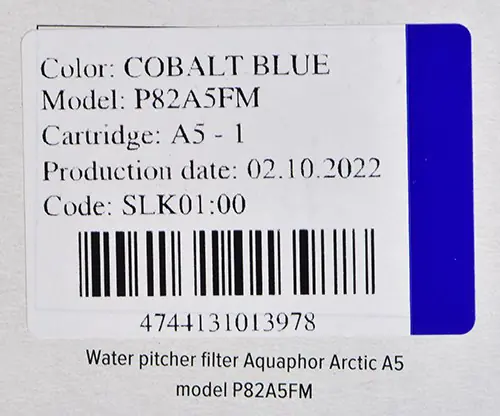 Color: COBALT BLUE
Model: P82A5FM
Cartridge: A5 - 1
Production date: 02.10.2022
Code: SLK01:00
4744131013978
Water pitcher filter Aquaphor Arctic A5
model P82A5FM